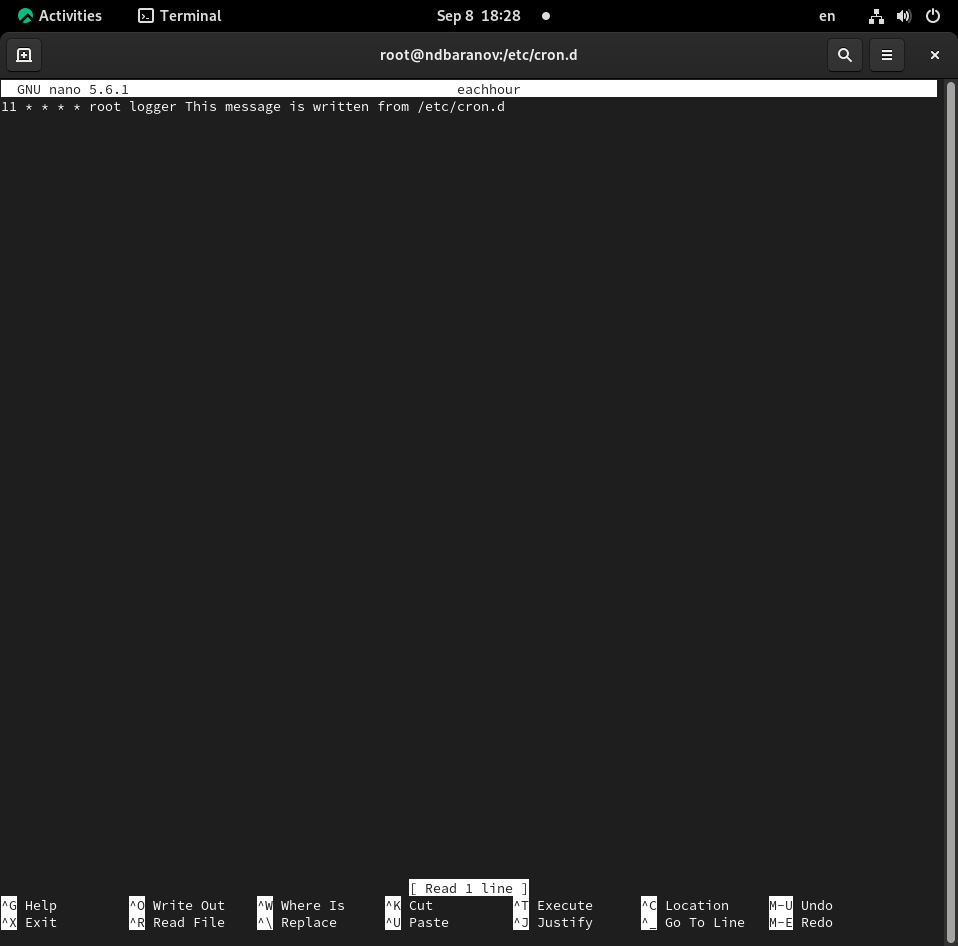 Activities Terminal Sep 8 18:28 en
root@ndbaranov:/etc/cron.d
GNU nano 5.6.1 eachhour
11 * * * * root logger This message is written from /etc/cron.d
[ Read 1 line ]
^G Help ^O Write Out ^W Where Is ^K Cut ^T Execute ^C Location M-U Undo
^X Exit ^R Read File ^\ Replace ^U Paste ^J Justify ^_ Go To Line M-E Redo